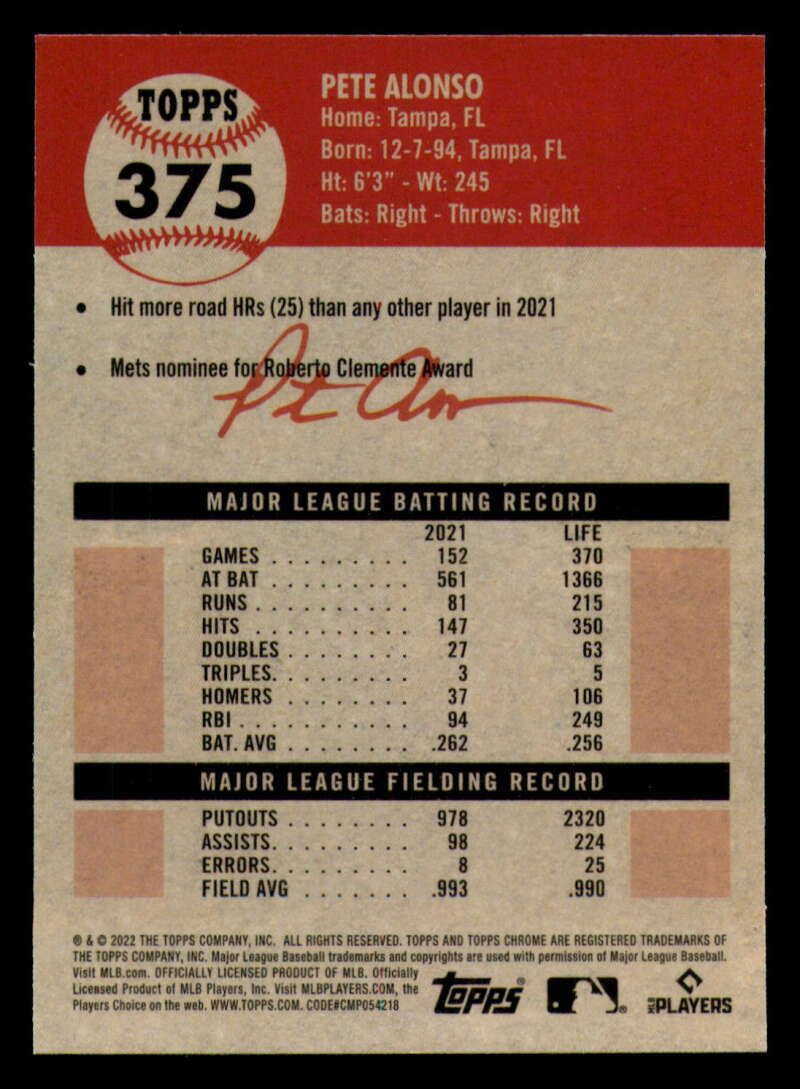 TOPPS
375
PETE ALONSO
Home: Tampa, FL
Born: 12-7-94, Tampa, FL
Ht: 6'3" - Wt: 245
Bats: Right - Throws: Right
• Hit more road HRs (25) than any other player in 2021
• Mets nominee for Roberto Clemente Award
MAJOR LEAGUE BATTING RECORD
2021 LIFE
GAMES . . . . . . . . . 152 370
AT BAT . . . . . . . . . 561 1366
RUNS . . . . . . . . . . 81 215
HITS . . . . . . . . . . 147 350
DOUBLES . . . . . . . . 27 63
TRIPLES. . . . . . . . . 3 5
HOMERS . . . . . . . . 37 106
RBI . . . . . . . . . . . 94 249
BAT. AVG . . . . . . . . .262 .256
MAJOR LEAGUE FIELDING RECORD
PUTOUTS . . . . . . . . 978 2320
ASSISTS. . . . . . . . . 98 224
ERRORS. . . . . . . . . 8 25
FIELD AVG . . . . . . . .993 .990
® & © 2022 THE TOPPS COMPANY, INC. ALL RIGHTS RESERVED. TOPPS AND TOPPS CHROME ARE REGISTERED TRADEMARKS OF
THE TOPPS COMPANY, INC. Major League Baseball trademarks and copyrights are used with permission of Major League Baseball.
Visit MLB.com. OFFICIALLY LICENSED PRODUCT OF MLB. Officially
Licensed Product of MLB Players, Inc. Visit MLBPLAYERS.COM, the
Players Choice on the web. WWW.TOPPS.COM. CODE#CMP054218
Topps®
MLB PLAYERS